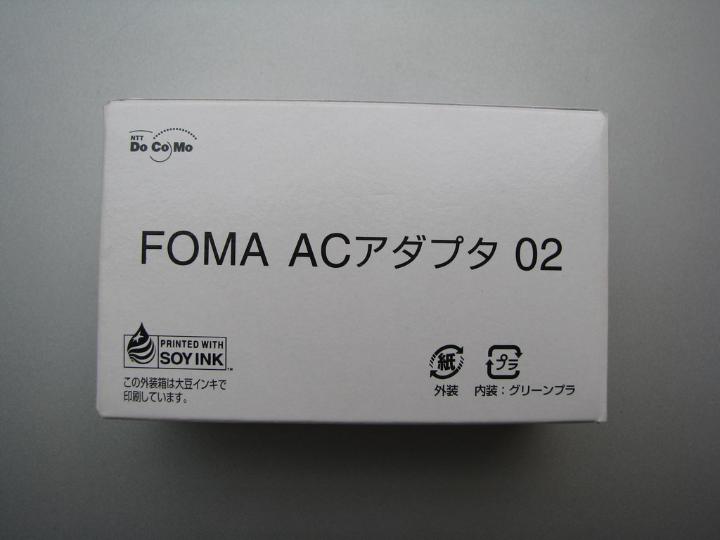 NTT
DoCoMo
FOMA ACアダプタ 02
PRINTED WITH
SOY INK
TM
この外装箱は大豆インキで
印刷しています。
紙
外装
プラ
内装：グリーンプラ